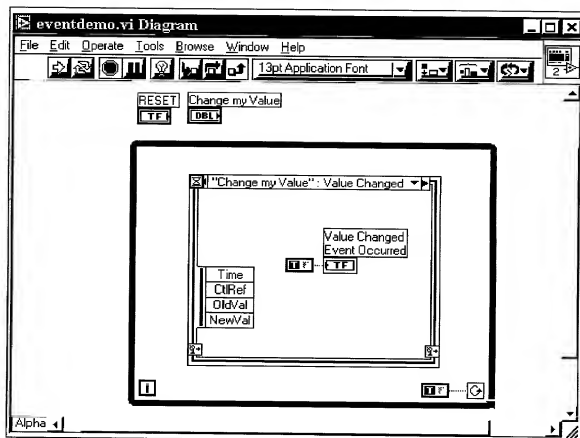 eventdemo.vi Diagram
File Edit Operate Tools Browse Window Help
13pt Application Font
2
RESET Change my Value
TF DBL
"Change my Value" : Value Changed
Value Changed
Event Occurred
T F TF
Time
CtlRef
OldVal
NewVal
i T F
Alpha